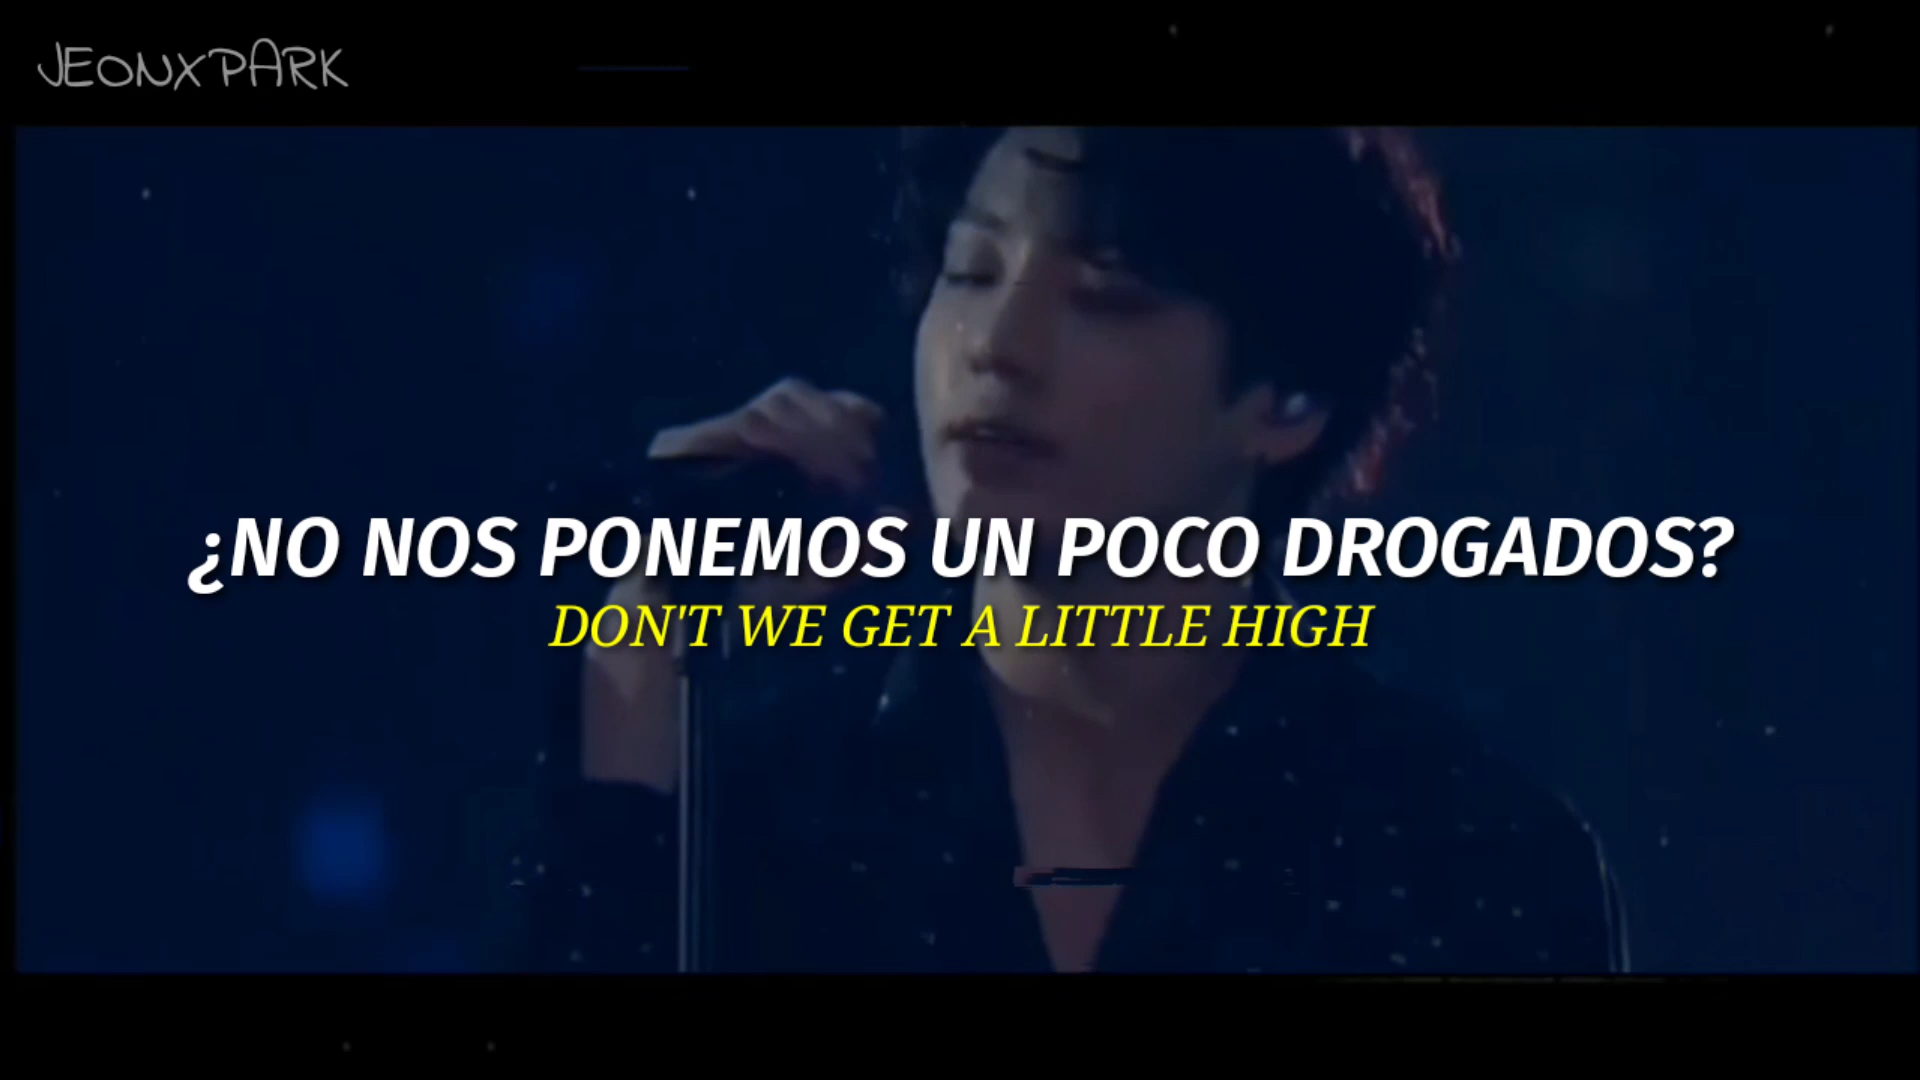 JEONXPARK
¿NO NOS PONEMOS UN POCO DROGADOS?
DON'T WE GET A LITTLE HIGH